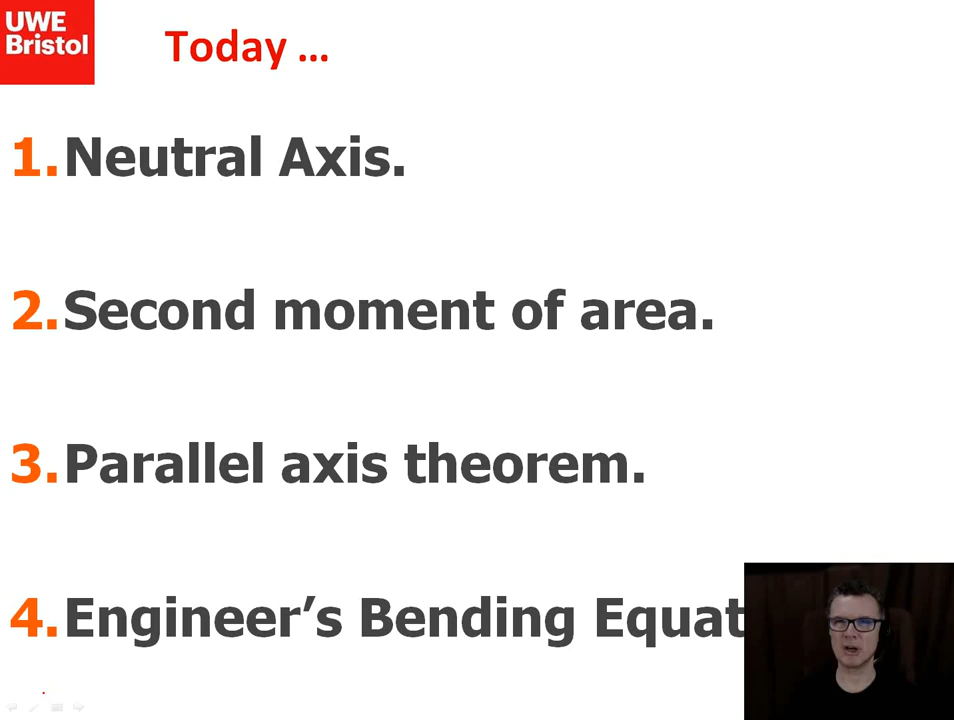 UWE
Bristol
Today ...
1. Neutral Axis.
2. Second moment of area.
3. Parallel axis theorem.
4. Engineer’s Bending Equat